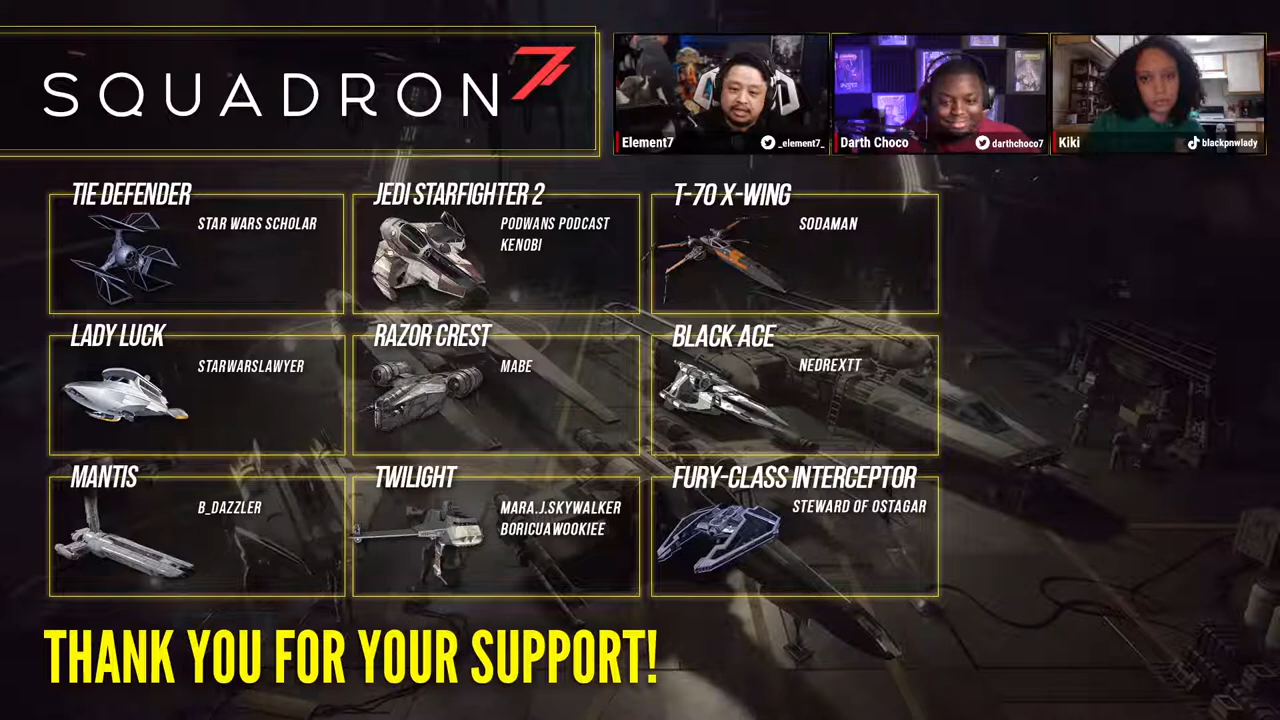 SQUADRON 7
Element7
_element7_
Darth Choco
darthchoco7
Kiki
blackpnwlady
TIE DEFENDER
STAR WARS SCHOLAR
JEDI STARFIGHTER 2
PODWANS PODCAST
KENOBI
T-70 X-WING
SODAMAN
LADY LUCK
STARWARSLAWYER
RAZOR CREST
MABE
BLACK ACE
NEDREXTT
MANTIS
B_DAZZLER
TWILIGHT
MARA.J.SKYWALKER
BORICUAWOOKIEE
FURY-CLASS INTERCEPTOR
STEWARD OF OSTAGAR
THANK YOU FOR YOUR SUPPORT!